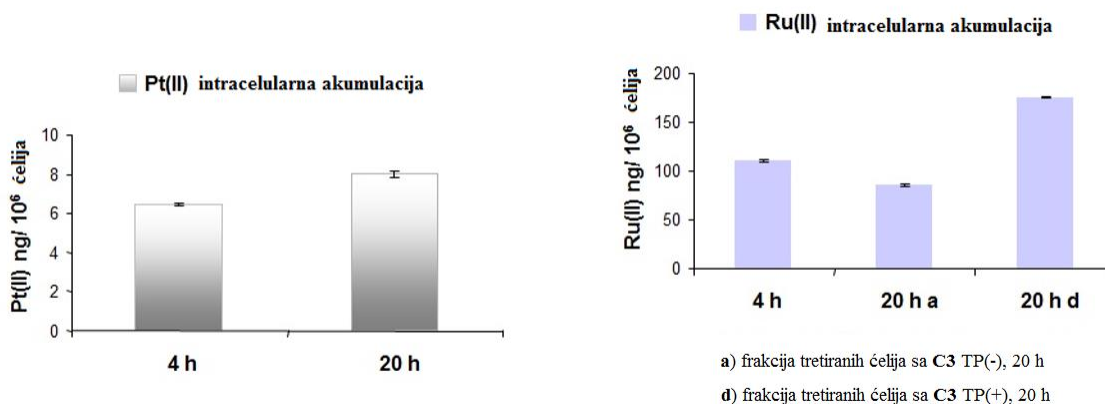 Pt(II) intracelularna akumulacija
Pt(II) ng/ 10⁶ ćelija
10
8
6
4
2
0
4 h
20 h
Ru(II) intracelularna akumulacija
Ru(II) ng/ 10⁶ ćelija
200
150
100
50
0
4 h
20 h a
20 h d
a) frakcija tretiranih ćelija sa C3 TP(-), 20 h
d) frakcija tretiranih ćelija sa C3 TP(+), 20 h